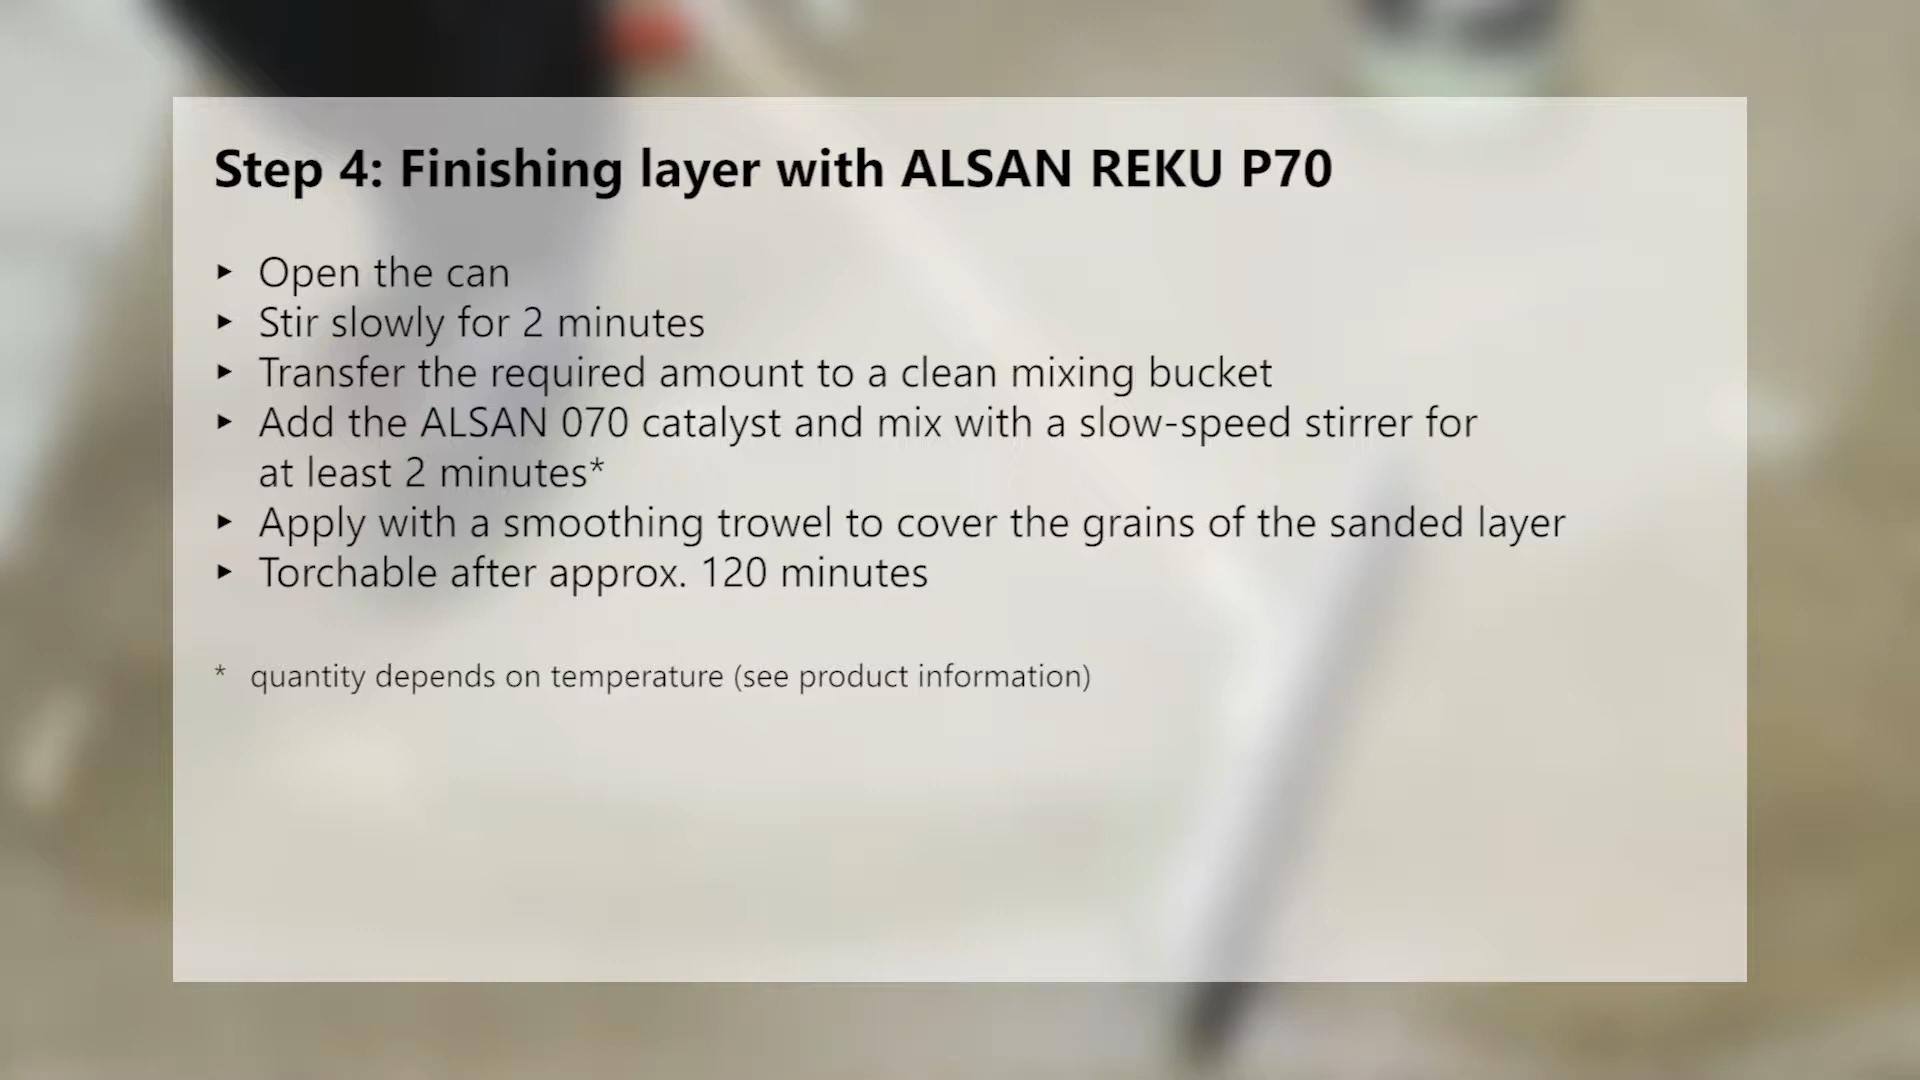 Step 4: Finishing layer with ALSAN REKU P70
▸ Open the can
▸ Stir slowly for 2 minutes
▸ Transfer the required amount to a clean mixing bucket
▸ Add the ALSAN 070 catalyst and mix with a slow-speed stirrer for
at least 2 minutes*
▸ Apply with a smoothing trowel to cover the grains of the sanded layer
▸ Torchable after approx. 120 minutes
* quantity depends on temperature (see product information)